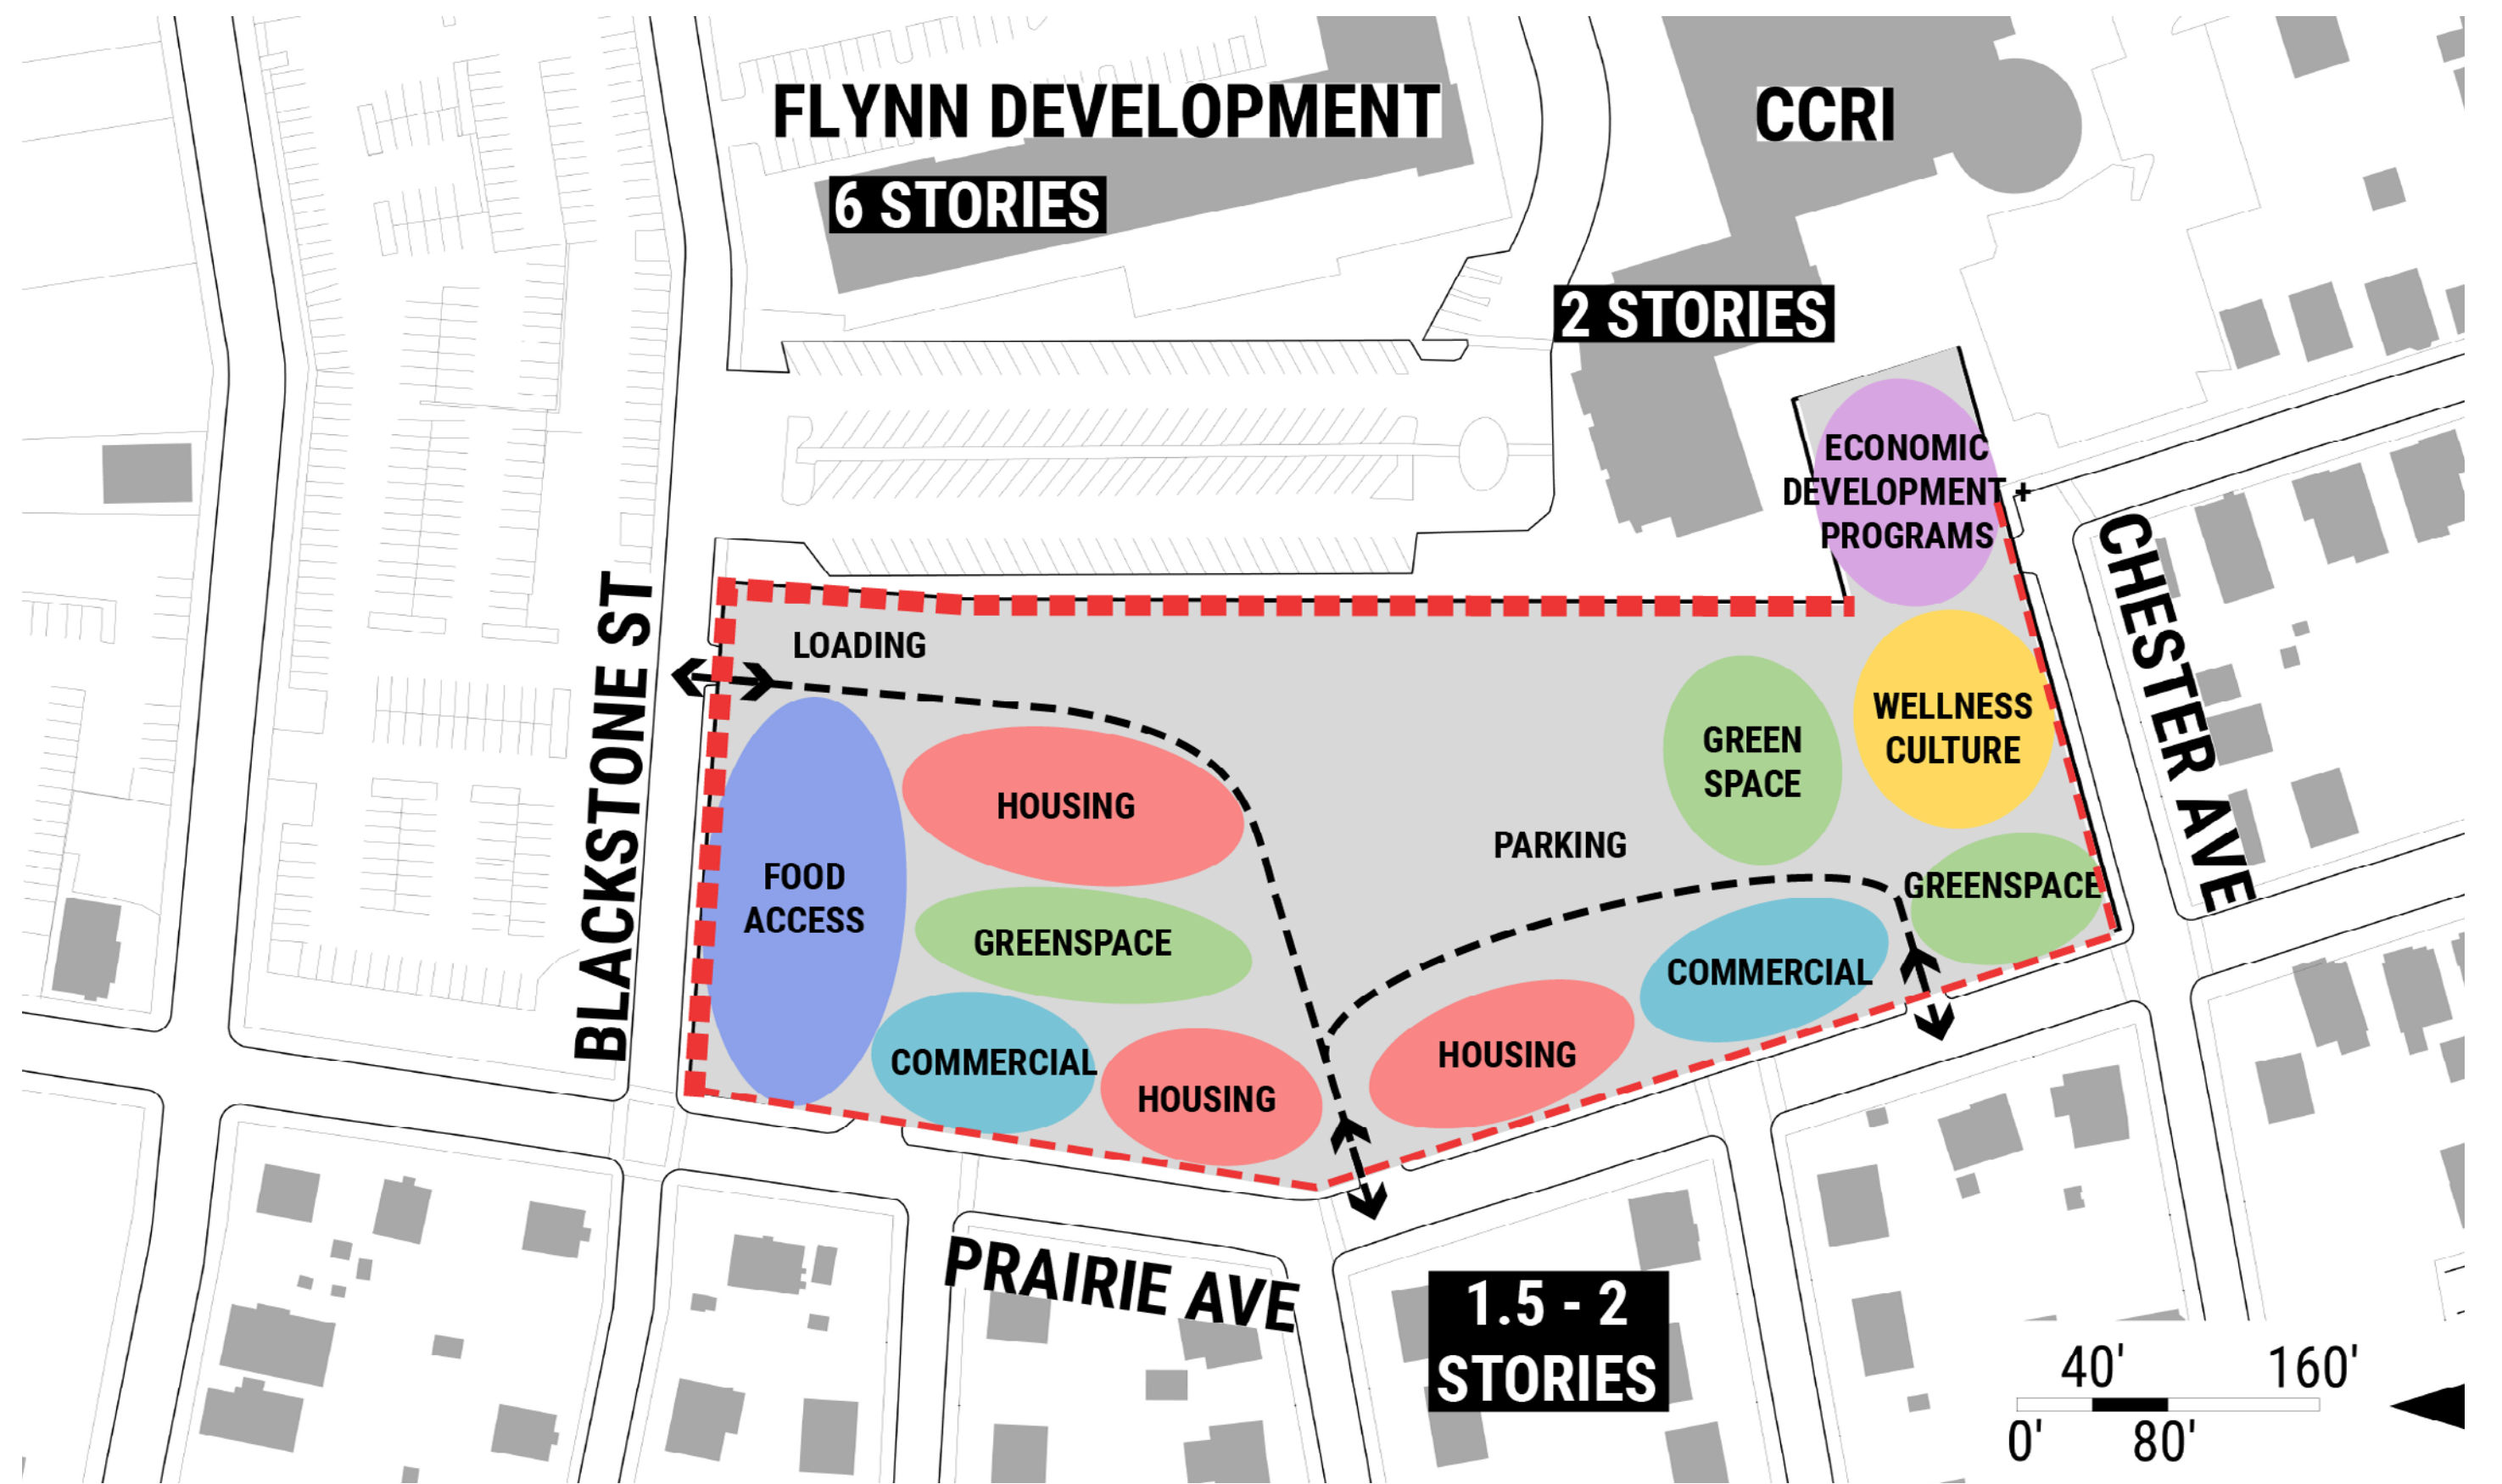 FLYNN DEVELOPMENT
6 STORIES
CCRI
2 STORIES
ECONOMIC
DEVELOPMENT +
PROGRAMS
BLACKSTONE ST
CHESTER AVE
LOADING
GREEN
SPACE
WELLNESS
CULTURE
HOUSING
PARKING
FOOD
ACCESS
GREENSPACE
GREENSPACE
COMMERCIAL
COMMERCIAL
HOUSING
HOUSING
PRAIRIE AVE
1.5 - 2
STORIES
40' 160'
0' 80'